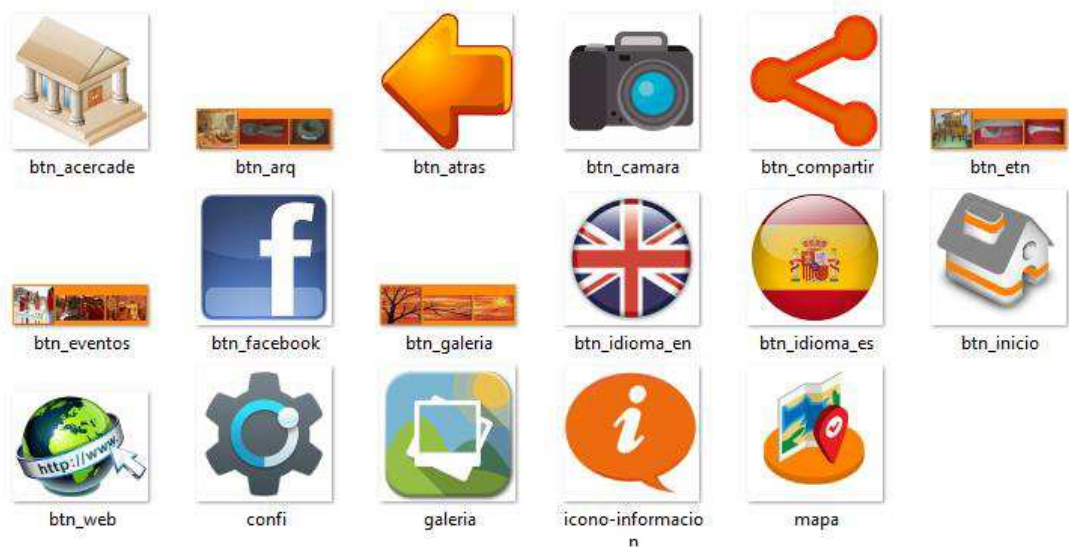 btn_acercade
btn_arq
btn_atras
btn_camara
btn_compartir
btn_etn
f
btn_eventos
btn_facebook
btn_galeria
btn_idioma_en
btn_idioma_es
btn_inicio
http://www.
i
btn_web
confi
galeria
icono-informacio
n
mapa